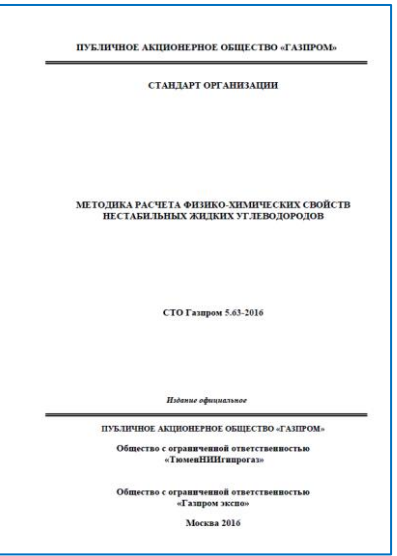 ПУБЛИЧНОЕ АКЦИОНЕРНОЕ ОБЩЕСТВО «ГАЗПРОМ»
СТАНДАРТ ОРГАНИЗАЦИИ
МЕТОДИКА РАСЧЕТА ФИЗИКО-ХИМИЧЕСКИХ СВОЙСТВ
НЕСТАБИЛЬНЫХ ЖИДКИХ УГЛЕВОДОРОДОВ
СТО Газпром 5.63-2016
Издание официальное
ПУБЛИЧНОЕ АКЦИОНЕРНОЕ ОБЩЕСТВО «ГАЗПРОМ»
Общество с ограниченной ответственностью
«ТюменНИИгипрогаз»
Общество с ограниченной ответственностью
«Газпром экспо»
Москва 2016